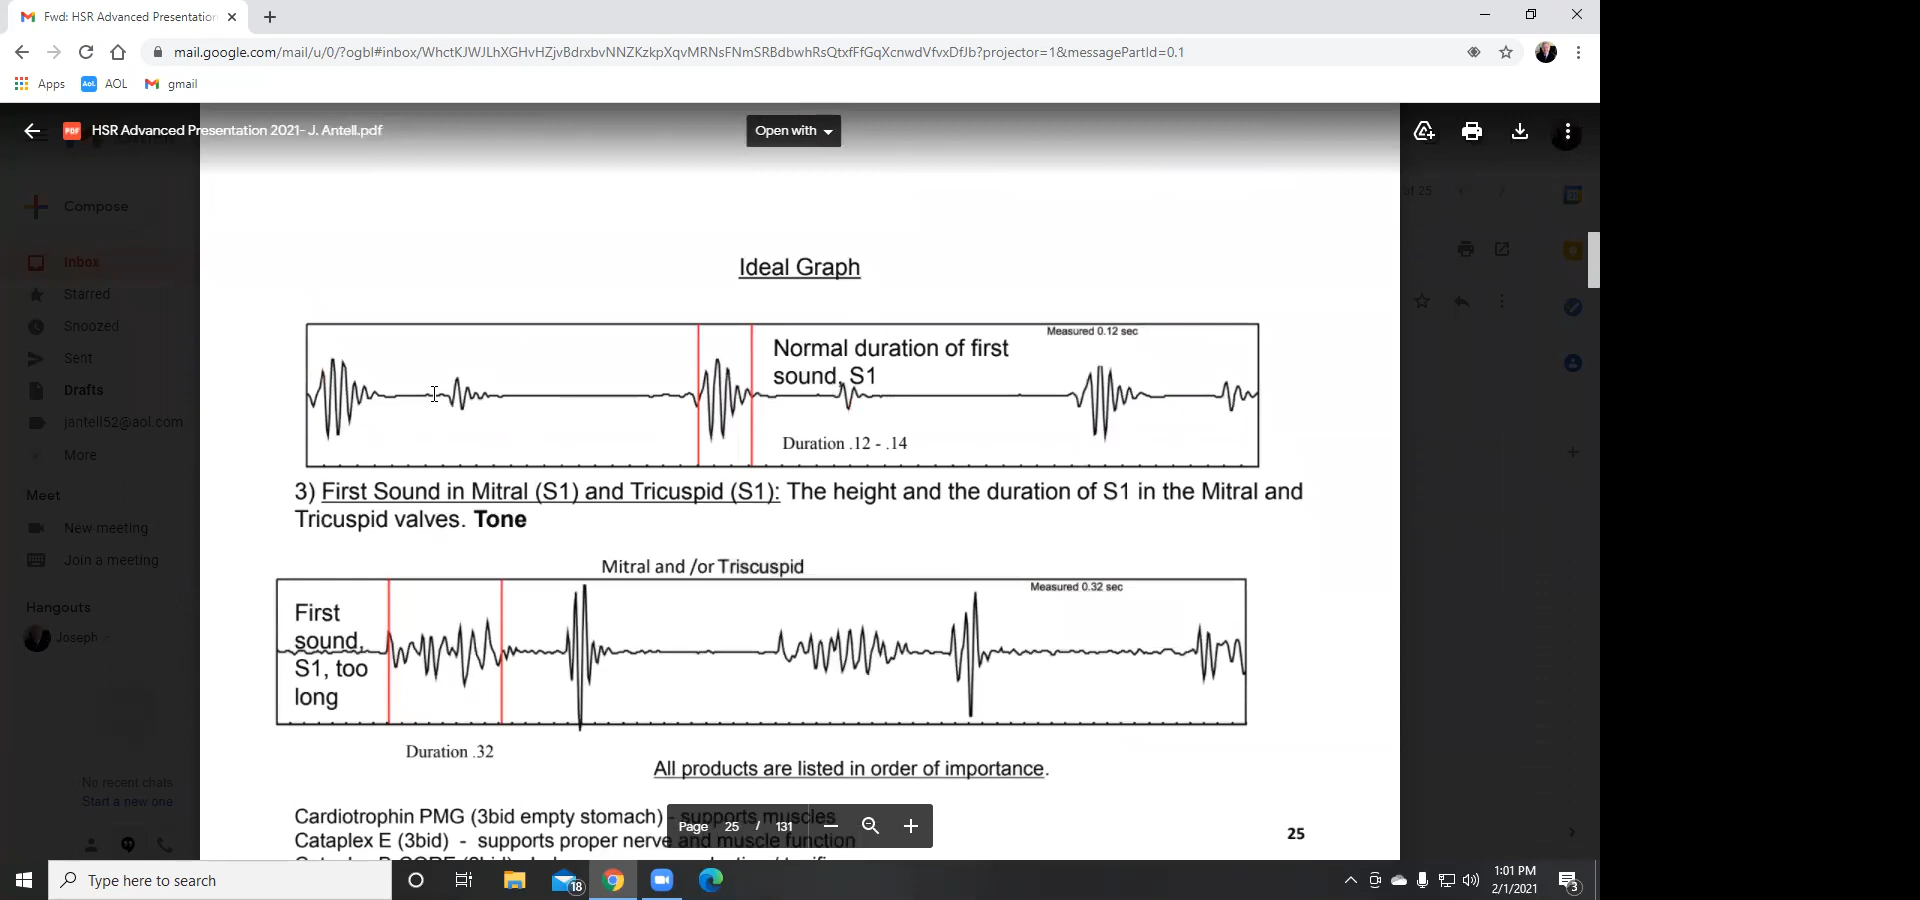 Fwd: HSR Advanced Presentation
mail.google.com/mail/u/0/?ogbl#inbox/WhctKJWJLhXGHvHZjvBdrxbvNNZKzkpXqvMRNsFNmSRBdbwhRsQtxfFfGqXcnwdVfvxDfJb?projector=1&messagePartId=0.1
Apps AOL gmail
HSR Advanced Presentation 2021- J. Antell.pdf
Open with
Compose
of 25
Inbox
Starred
Snoozed
Sent
Drafts
jantell52@aol.com
More
Meet
New meeting
Join a meeting
Hangouts
Joseph
No recent chats
Start a new one
Ideal Graph
Measured 0.12 sec
Normal duration of first
sound, S1
Duration .12 - .14
3) First Sound in Mitral (S1) and Tricuspid (S1): The height and the duration of S1 in the Mitral and
Tricuspid valves. Tone
Mitral and /or Triscuspid
Measured 0.32 sec
First
sound,
S1, too
long
Duration .32
All products are listed in order of importance.
Cardiotrophin PMG (3bid empty stomach) - supports muscles
Cataplex E (3bid) - supports proper nerve and muscle function
Page 25 / 131
25
Type here to search
18
1:01 PM
2/1/2021
3